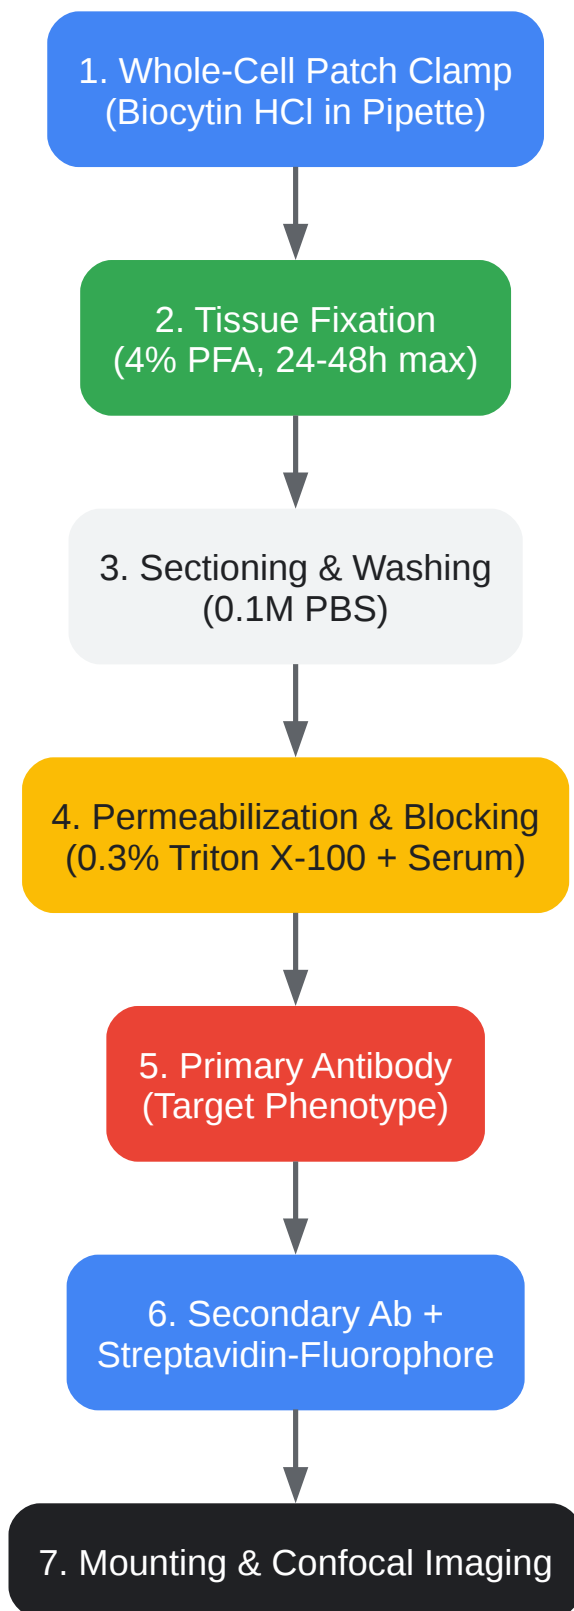 1. Whole-Cell Patch Clamp
(Biocytin HCl in Pipette)
2. Tissue Fixation
(4% PFA, 24-48h max)
3. Sectioning & Washing
(0.1M PBS)
4. Permeabilization & Blocking
(0.3% Triton X-100 + Serum)
5. Primary Antibody
(Target Phenotype)
6. Secondary Ab +
Streptavidin-Fluorophore
7. Mounting & Confocal Imaging